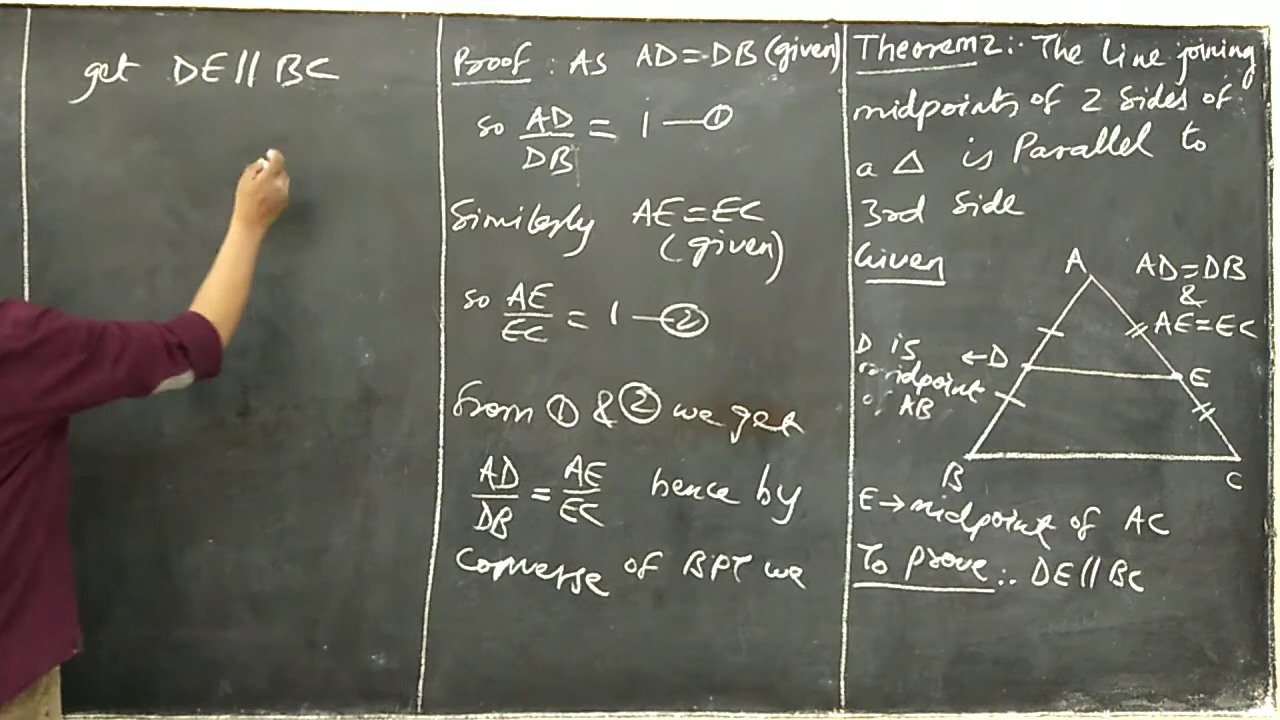 Theorem 2:- The line joining
midpoints of 2 sides of
a △ is Parallel to
3rd side
Given
A
AD=DB
&
AE=EC
D is
midpoint
of AB
←D
E
B
C
E→midpoint of AC
To prove:- DE∥BC
Proof: As AD=DB (given)
so AD/DB = 1 —①
Similarly AE=EC
(given)
so AE/EC = 1 —②
from ① & ② we get
AD/DB = AE/EC hence by
converse of BPT we
get DE∥BC